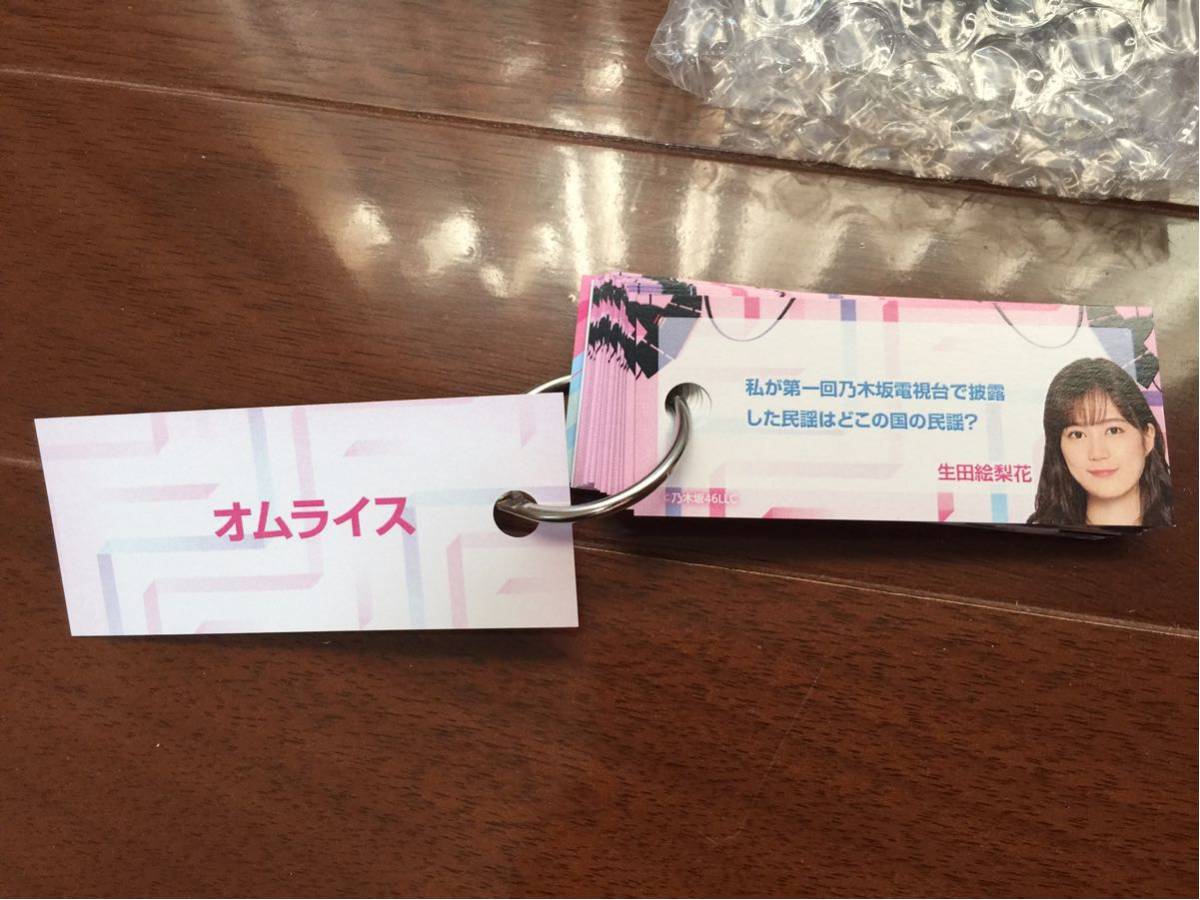 オムライス
私が第一回乃木坂電視台で披露
した民謡はどこの国の民謡?
生田絵梨花
©乃木坂46LLC